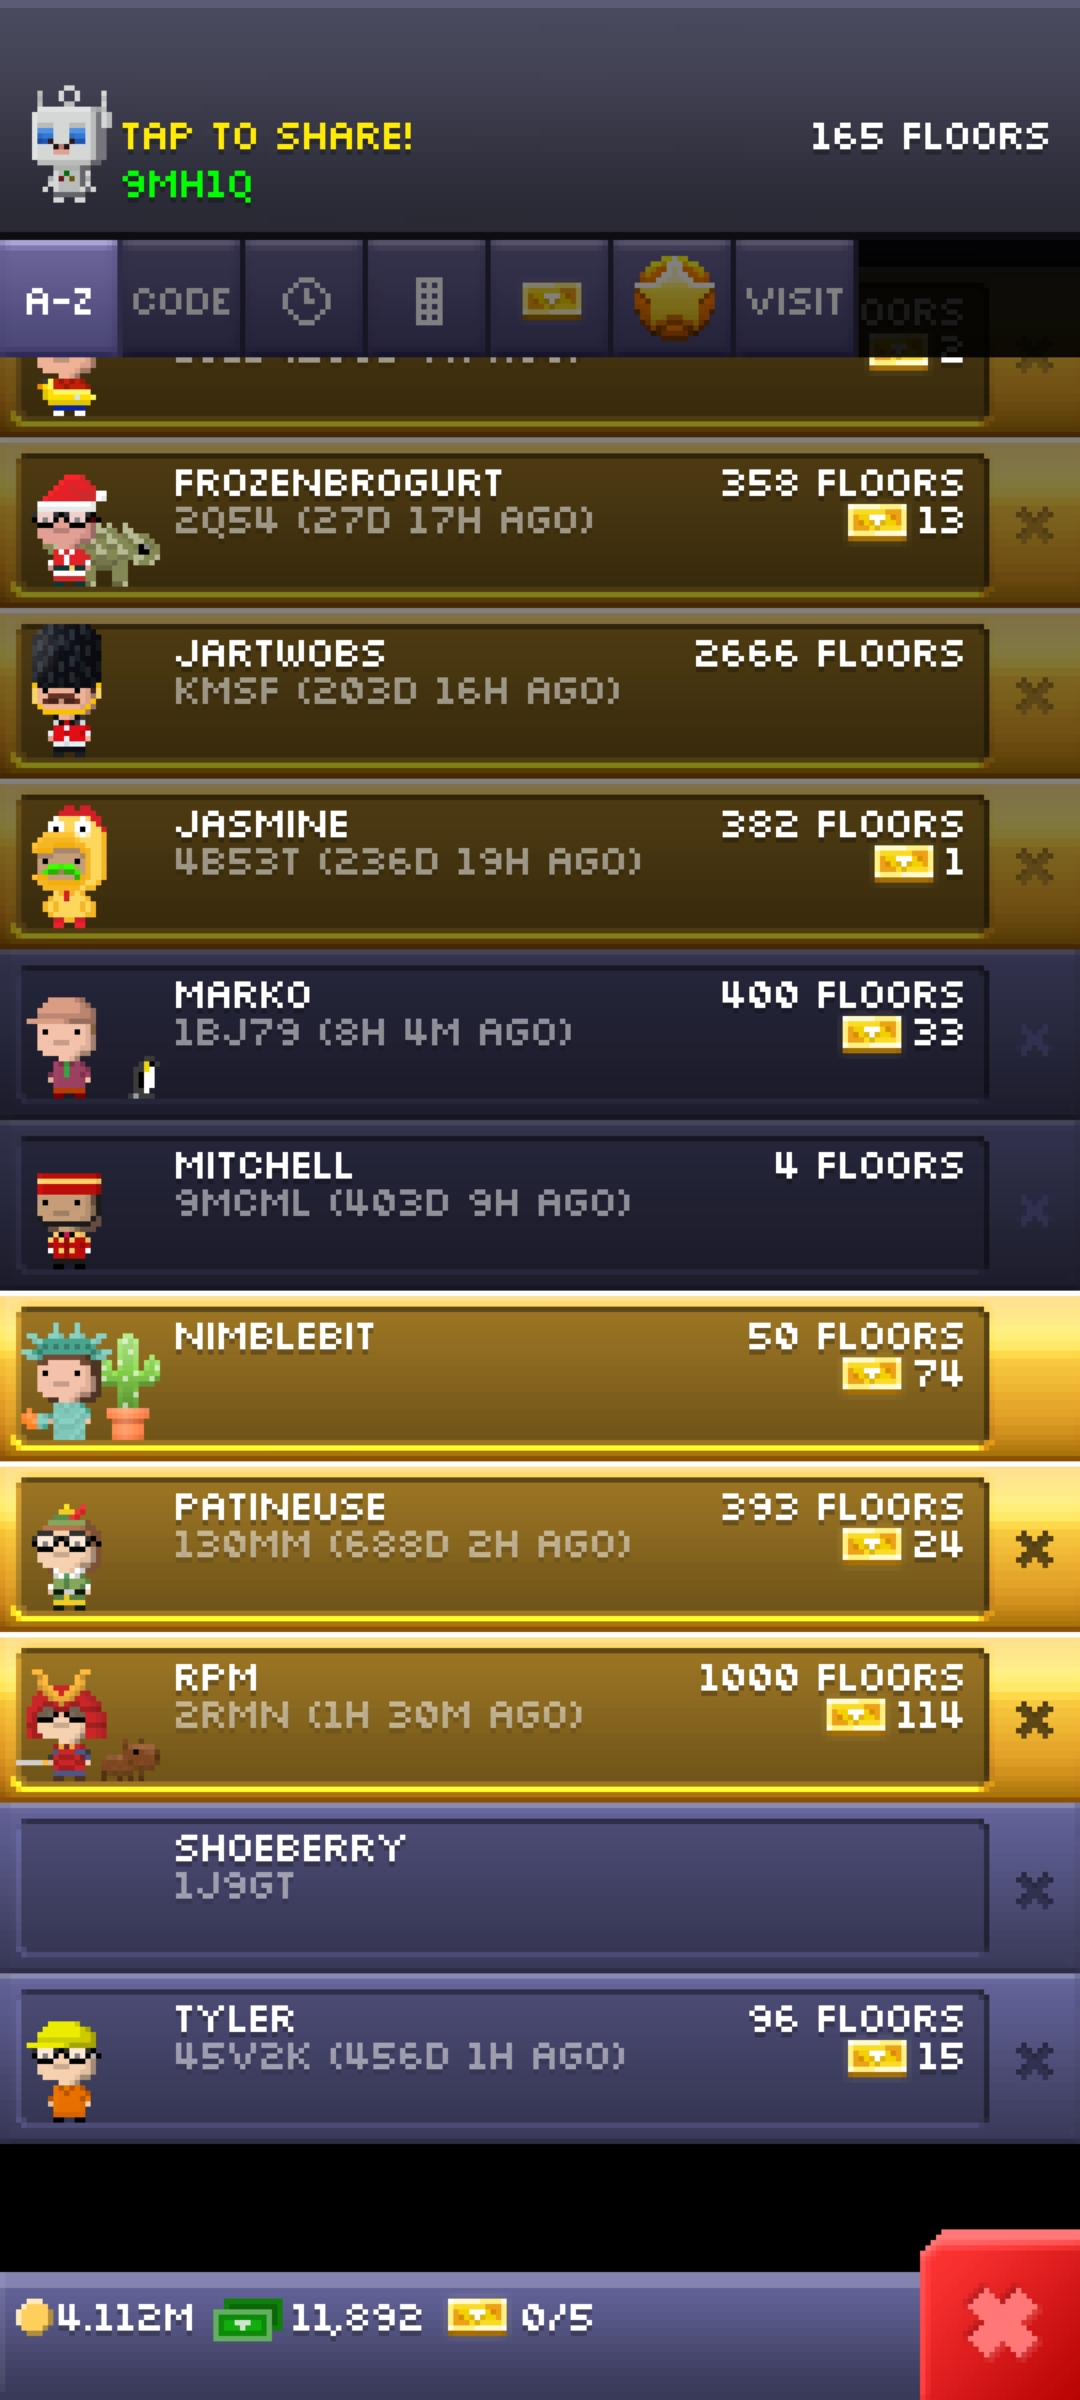 TAP TO SHARE!
165 FLOORS
9MH1Q
A-Z
CODE
VISIT
2
FROZENBROGURT
358 FLOORS
2Q54 (27D 17H AGO)
13
JARTWOBS
2666 FLOORS
KMSF (203D 16H AGO)
JASMINE
382 FLOORS
4B53T (236D 19H AGO)
1
MARKO
400 FLOORS
1BJ79 (8H 4M AGO)
33
MITCHELL
4 FLOORS
9MCML (403D 9H AGO)
NIMBLEBIT
50 FLOORS
74
PATINEUSE
393 FLOORS
130MM (688D 2H AGO)
24
RPM
1000 FLOORS
2RMN (1H 30M AGO)
114
SHOEBERRY
1J9GT
TYLER
96 FLOORS
45V2K (456D 1H AGO)
15
4.112M
11,892
0/5